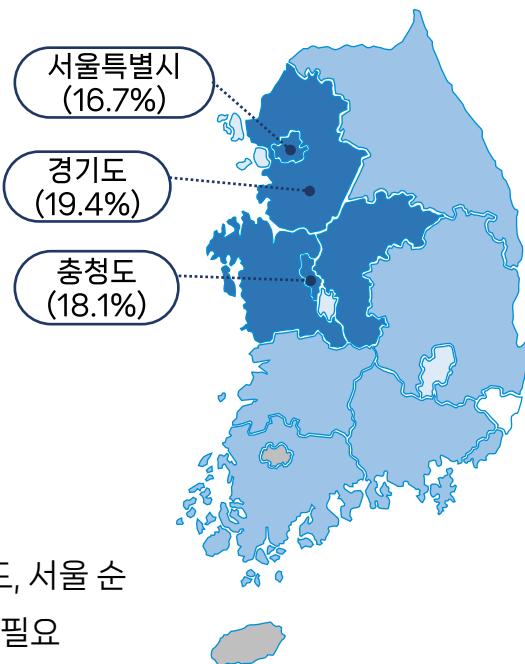 서울특별시
(16.7%)
경기도
(19.4%)
충청도
(18.1%)
, 서울 순
필요